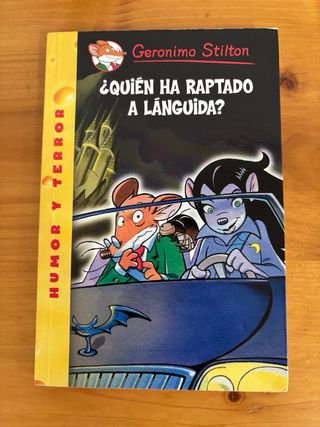 Geronimo Stilton
¿QUIÉN HA RAPTADO
A LÁNGUIDA?
HUMOR Y TERROR